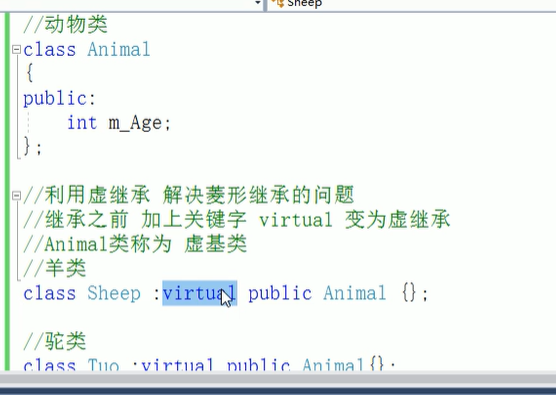 Sheep
//动物类
class Animal
{
public:
int m_Age;
};
//利用虚继承 解决菱形继承的问题
//继承之前 加上关键字 virtual 变为虚继承
//Animal类称为 虚基类
//羊类
class Sheep :virtual public Animal {};
//驼类
class Tuo :virtual public Animal{};